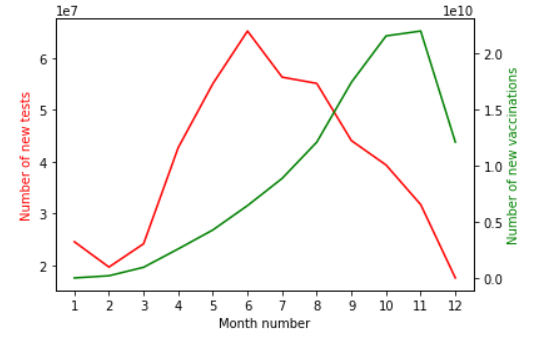 1e7
1e10
6
5
4
3
2
2.0
1.5
1.0
0.5
0.0
Number of new tests
Number of new vaccinations
1 2 3 4 5 6 7 8 9 10 11 12
Month number